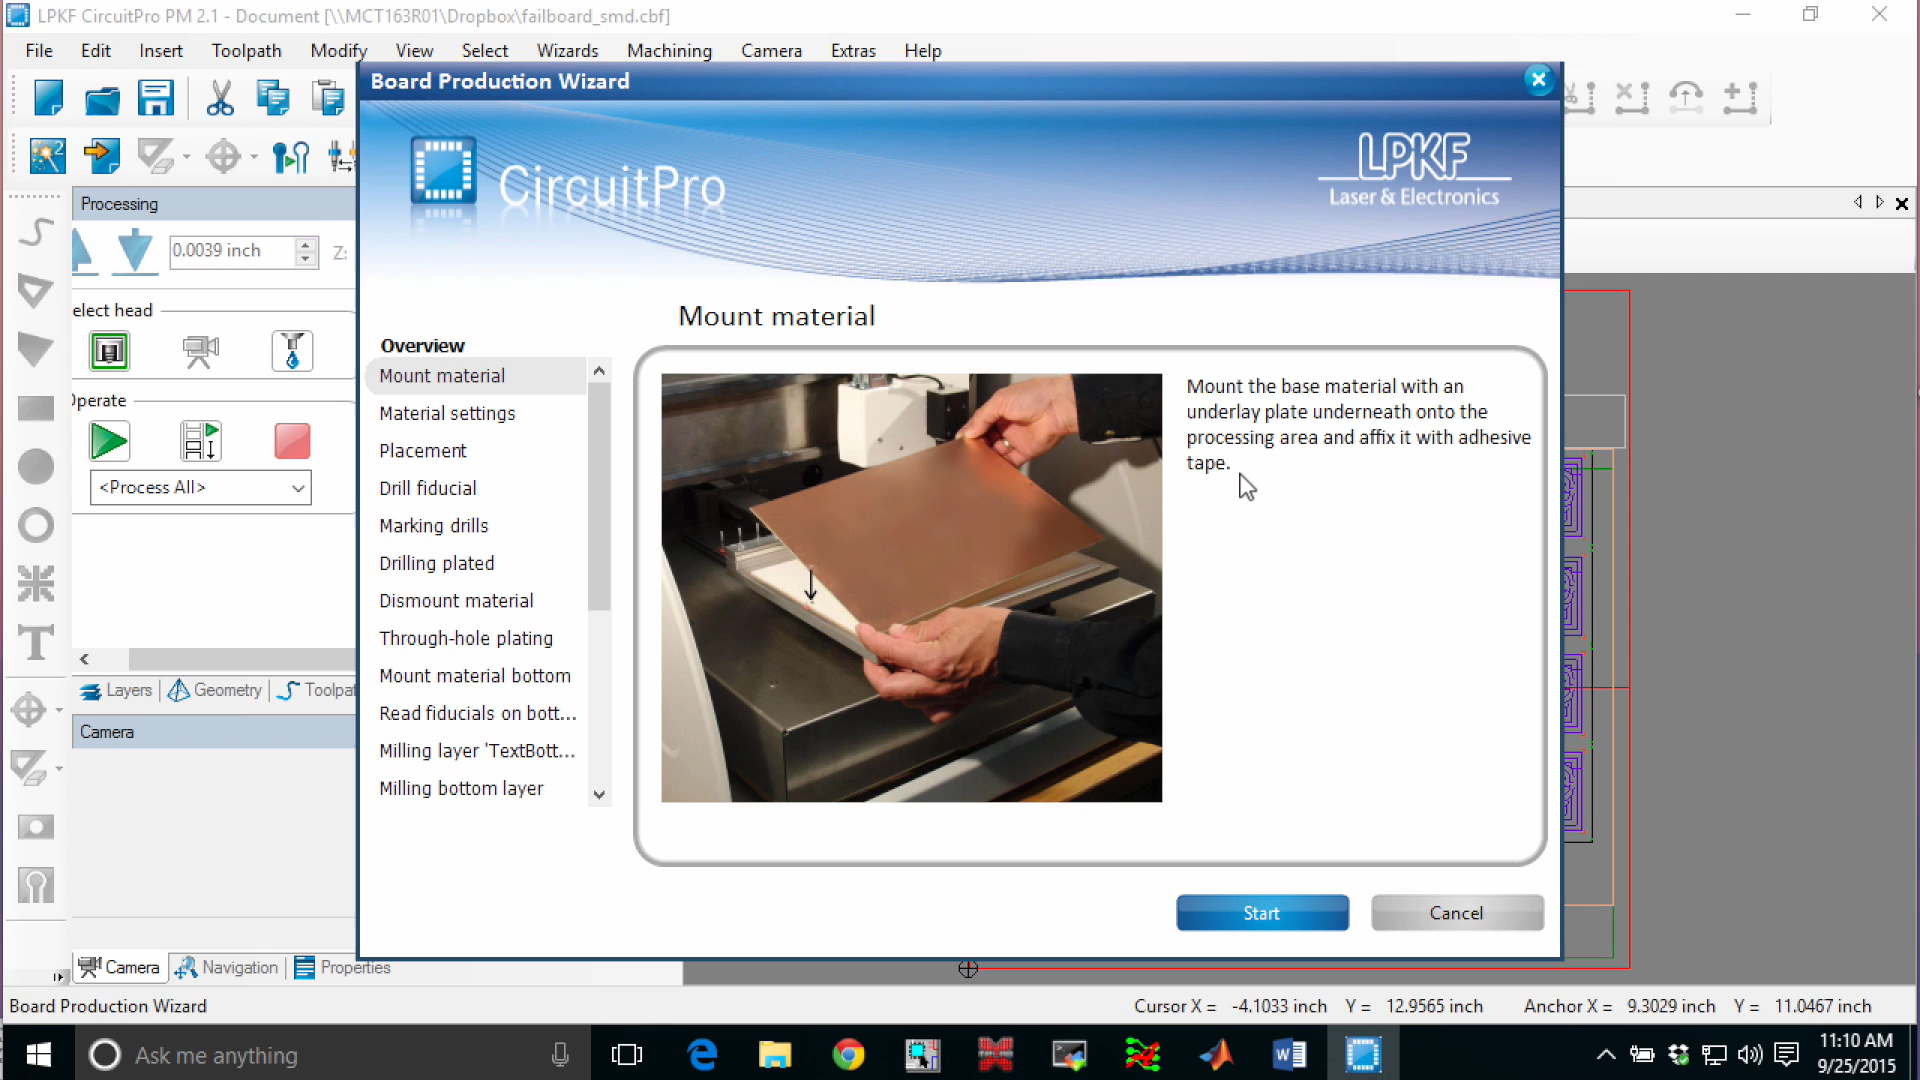 LPKF CircuitPro PM 2.1 - Document [\\MCT163R01\Dropbox\failboard_smd.cbf]
File Edit Insert Toolpath Modify View Select Wizards Machining Camera Extras Help
Board Production Wizard
CircuitPro
LPKF
Laser & Electronics
Processing
0.0039 inch
Z:
elect head
Operate
<Process All>
Layers
Geometry
Toolpat
Camera
Mount material
Overview
Mount material
Material settings
Placement
Drill fiducial
Marking drills
Drilling plated
Dismount material
Through-hole plating
Mount material bottom
Read fiducials on bott...
Milling layer 'TextBott...
Milling bottom layer
Mount the base material with an
underlay plate underneath onto the
processing area and affix it with adhesive
tape.
Start
Cancel
Camera
Navigation
Properties
Board Production Wizard
Cursor X = -4.1033 inch Y = 12.9565 inch Anchor X = 9.3029 inch Y = 11.0467 inch
Ask me anything
11:10 AM
9/25/2015